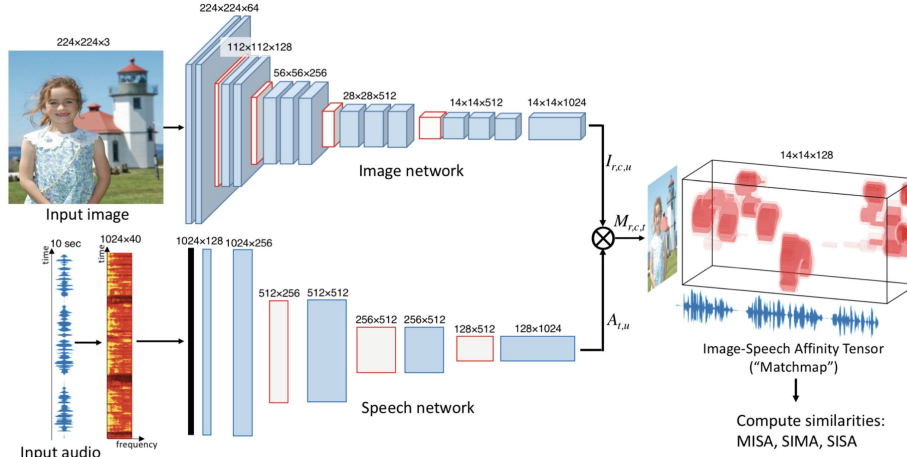 224×224×3
Input image
224×224×64
112×112×128
56×56×256
28×28×512
14×14×512
14×14×1024
Image network
10 sec
time
1024×40
time
frequency
Input audio
1024×128
1024×256
512×256
512×512
256×512
256×512
128×512
128×1024
Speech network
I r,c,u
A t,u
M r,c,t
14×14×128
Image-Speech Affinity Tensor
(“Matchmap”)
Compute similarities:
MISA, SIMA, SISA